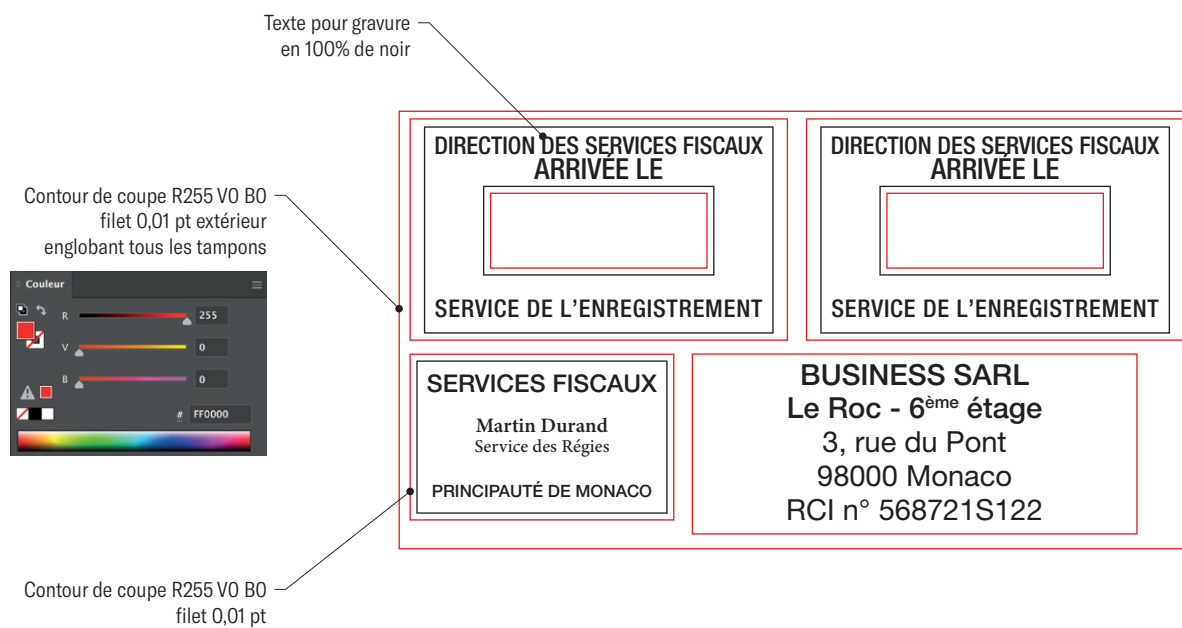 Texte pour gravure
en 100% de noir
Contour de coupe R255 V0 B0
filet 0,01 pt extérieur
englobant tous les tampons
Couleur
R 255
V 0
B 0
# FF0000
DIRECTION DES SERVICES FISCAUX
ARRIVÉE LE
SERVICE DE L'ENREGISTREMENT
DIRECTION DES SERVICES FISCAUX
ARRIVÉE LE
SERVICE DE L'ENREGISTREMENT
SERVICES FISCAUX
Martin Durand
Service des Régies
PRINCIPAUTÉ DE MONACO
BUSINESS SARL
Le Roc - 6ème étage
3, rue du Pont
98000 Monaco
RCI n° 568721S122
Contour de coupe R255 V0 B0
filet 0,01 pt